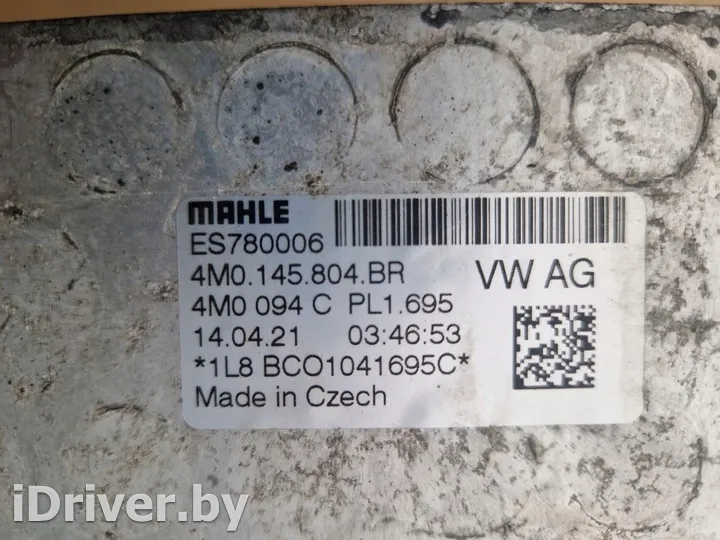 MAHLE
ES780006
4M0.145.804.BR VW AG
4M0 094 C PL1.695
14.04.21 03:46:53
*1L8 BCO1041695C*
Made in Czech
iDriver.by